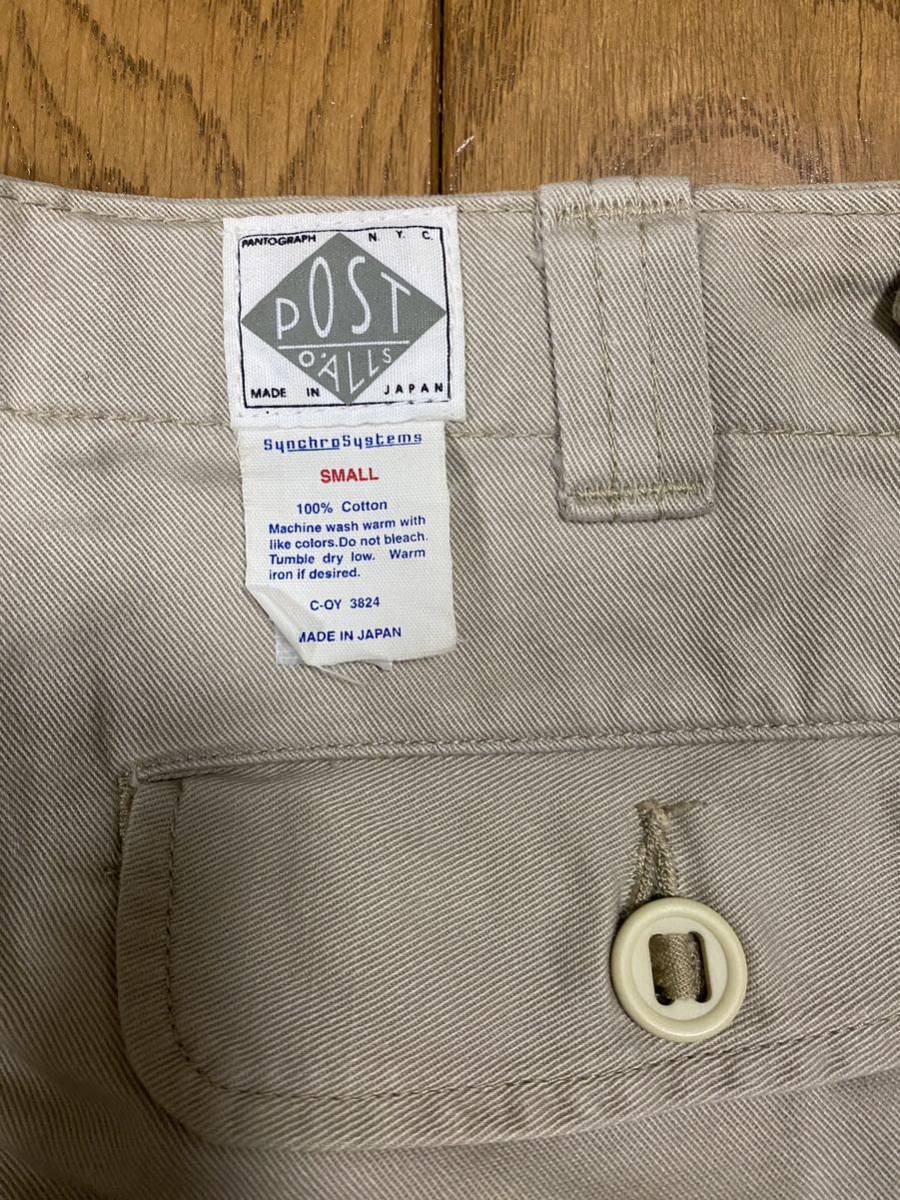 PANTOGRAPH N. Y. C.
POST
O'ALLS
MADE IN JAPAN
SynchroSystems
SMALL
100% Cotton
Machine wash warm with
like colors.Do not bleach.
Tumble dry low. Warm
iron if desired.
C-OY 3824
MADE IN JAPAN